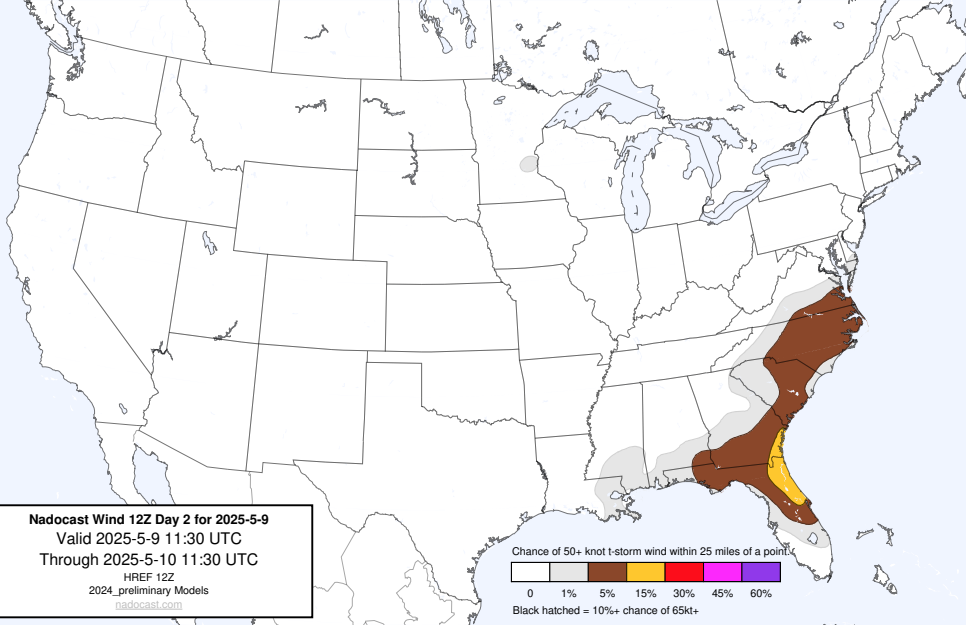 Nadocast Wind 12Z Day 2 for 2025-5-9
Valid 2025-5-9 11:30 UTC
Through 2025-5-10 11:30 UTC
HREF 12Z
2024_preliminary Models
nadocast.com
Chance of 50+ knot t-storm wind within 25 miles of a point.
0 1% 5% 15% 30% 45% 60%
Black hatched = 10%+ chance of 65kt+